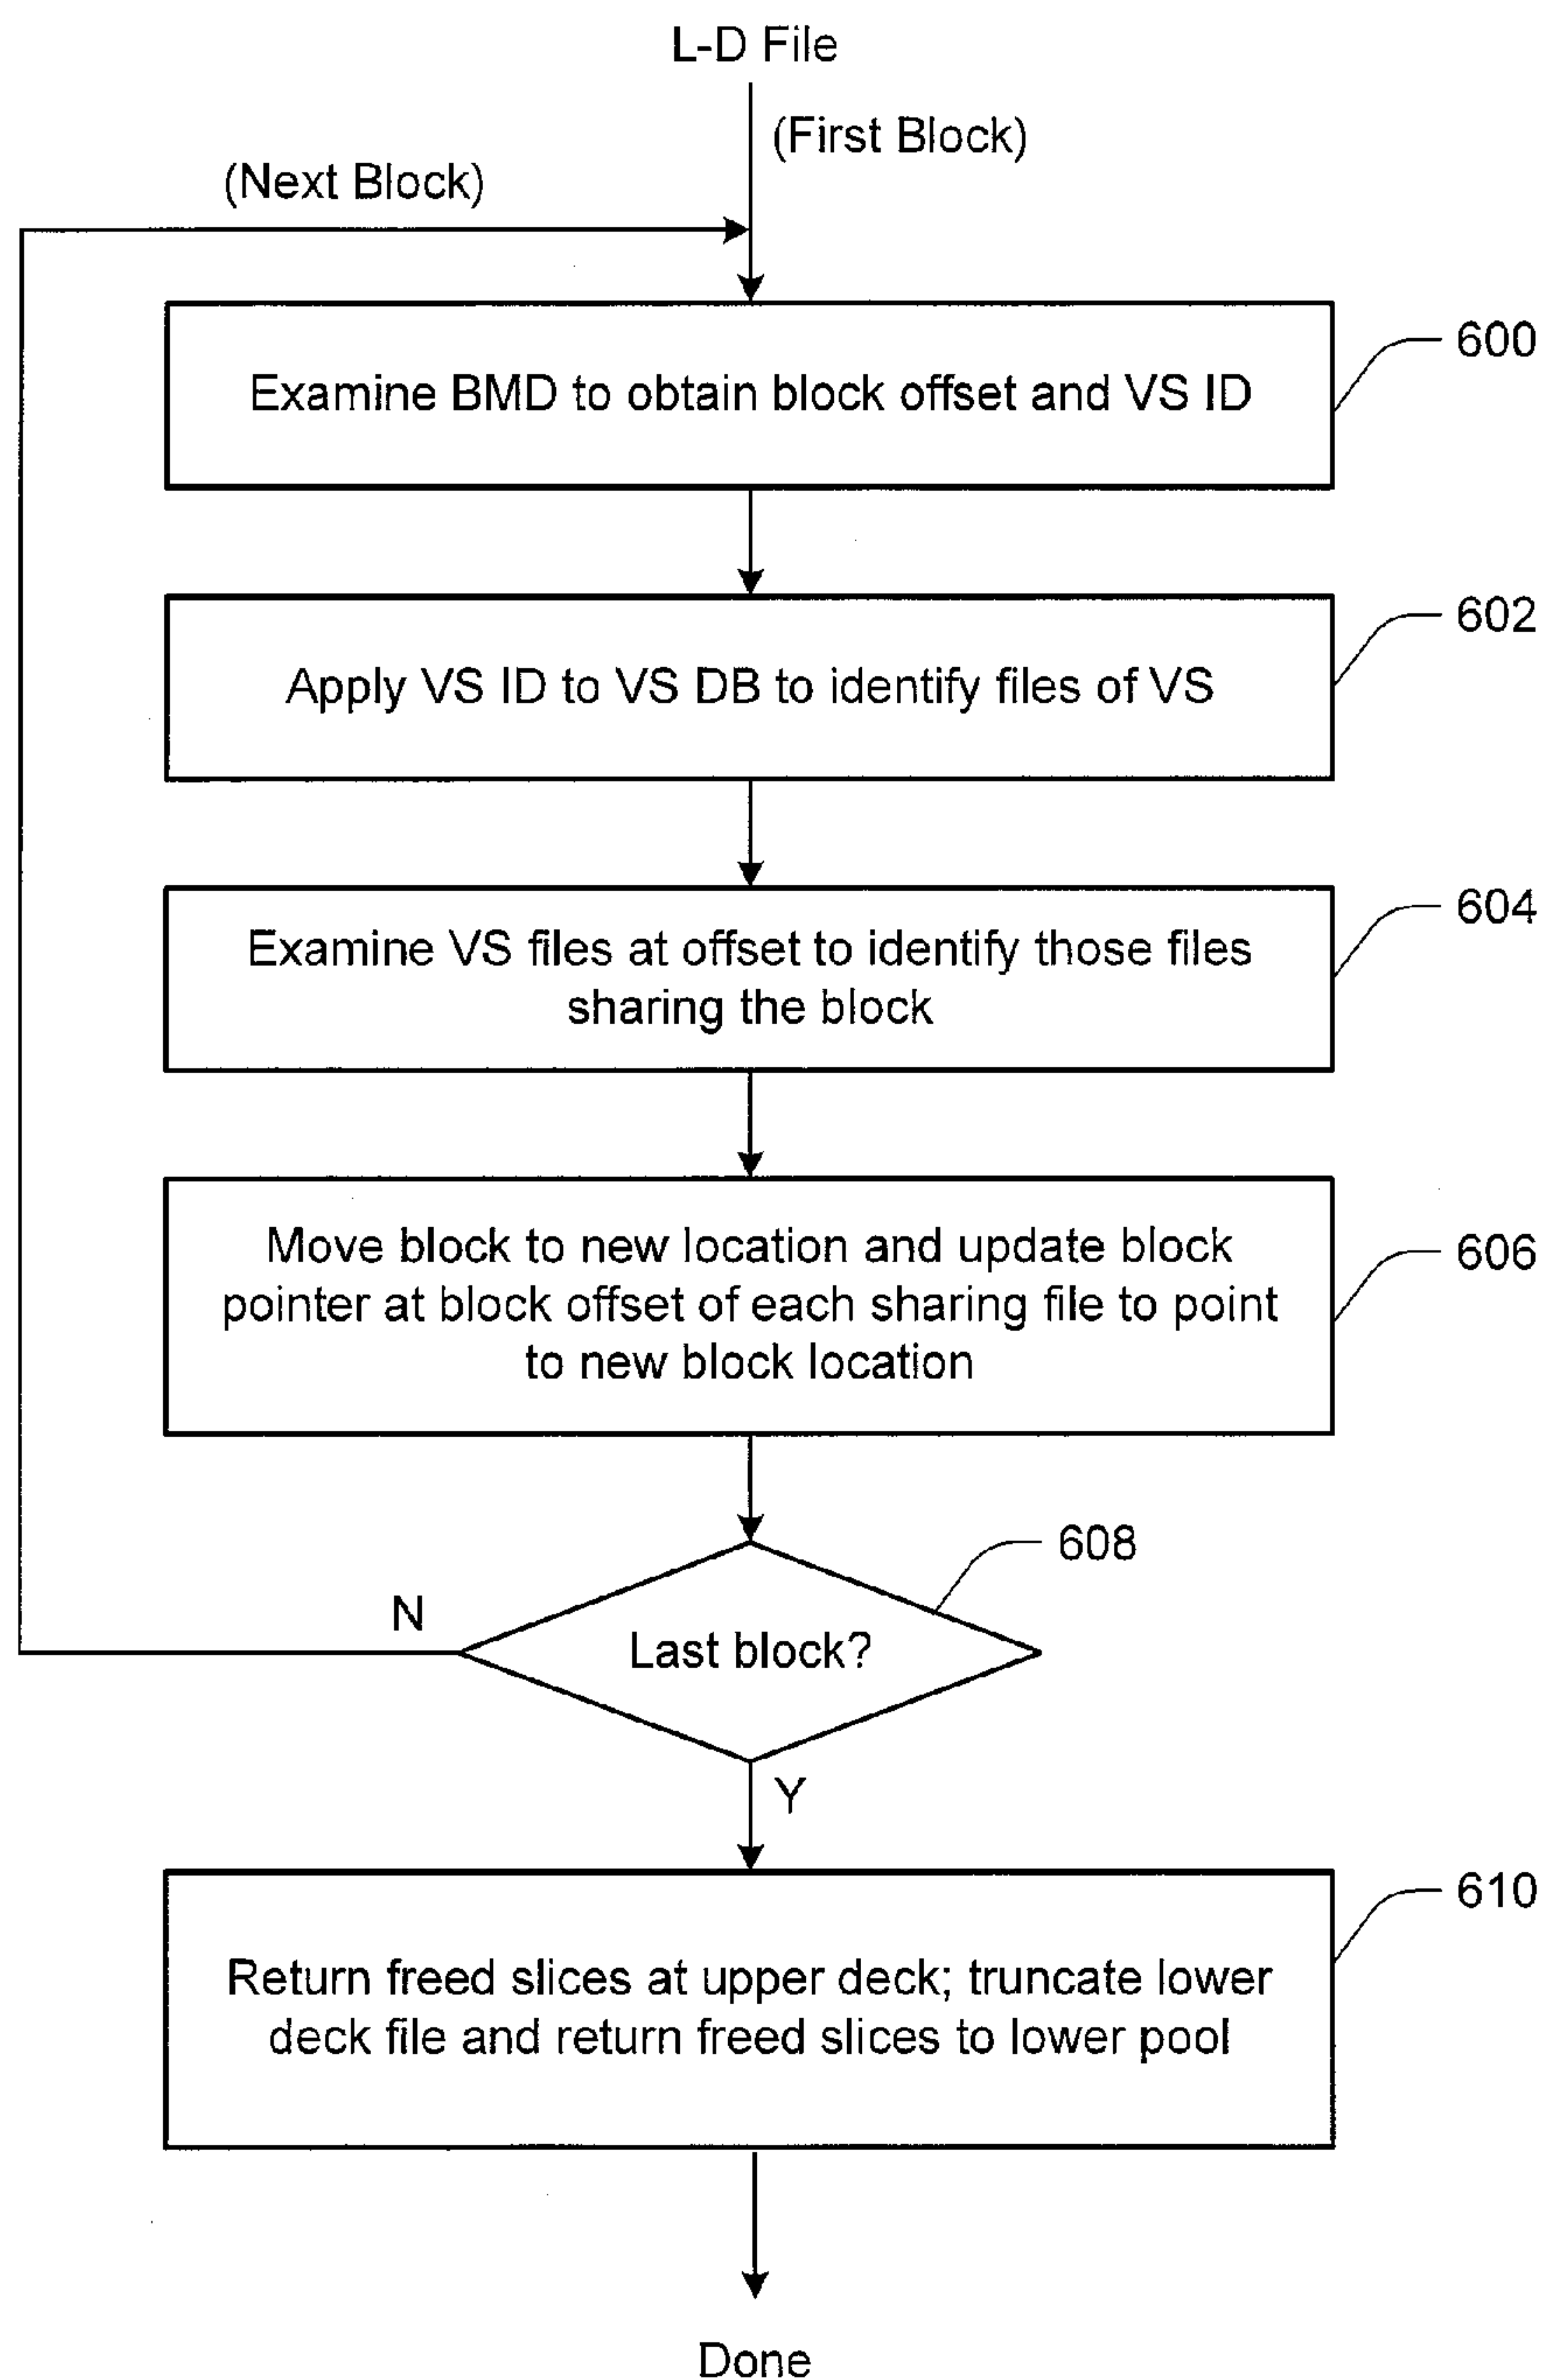 L-D File
(First Block)
(Next Block)
600
Examine BMD to obtain block offset and VS ID
602
Apply VS ID to VS DB to identify files of VS
604
Examine VS files at offset to identify those files
sharing the block
606
Move block to new location and update block
pointer at block offset of each sharing file to point
to new block location
608
N
Last block?
Y
610
Return freed slices at upper deck; truncate lower
deck file and return freed slices to lower pool
Done